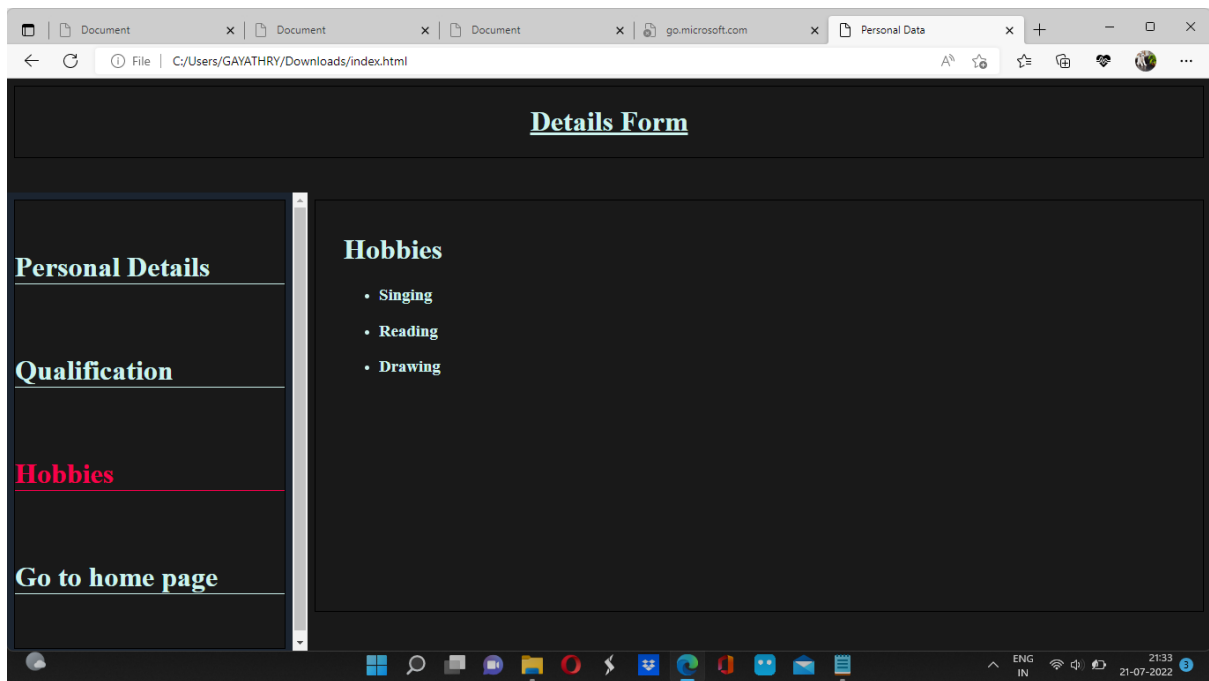 Document
Document
Document
go.microsoft.com
Personal Data
File
C:/Users/GAYATHRY/Downloads/index.html
Details Form
Personal Details
Qualification
Hobbies
Go to home page
Hobbies
• Singing
• Reading
• Drawing
ENG
IN
21:33
21-07-2022
3